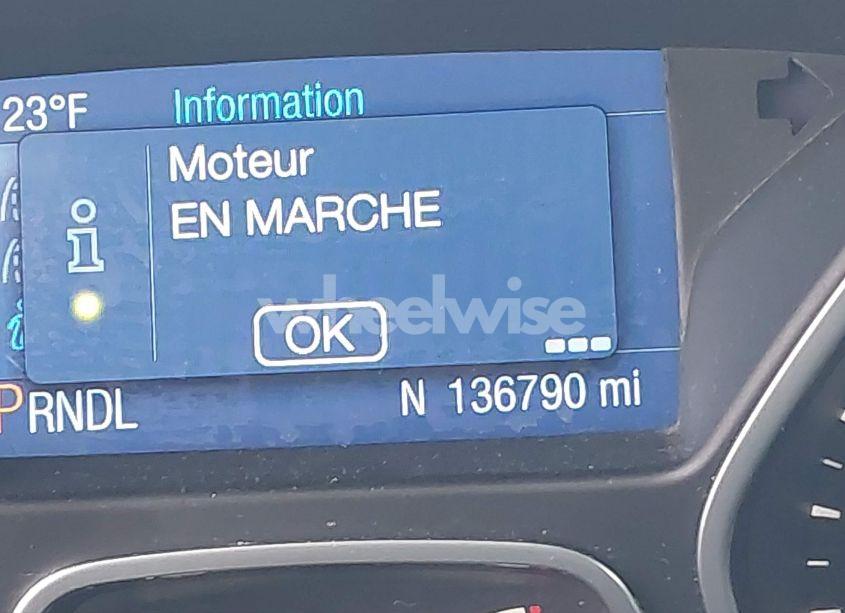 23°F Information
Moteur
EN MARCHE
wheelwise
OK
PRNDL N 136790 mi